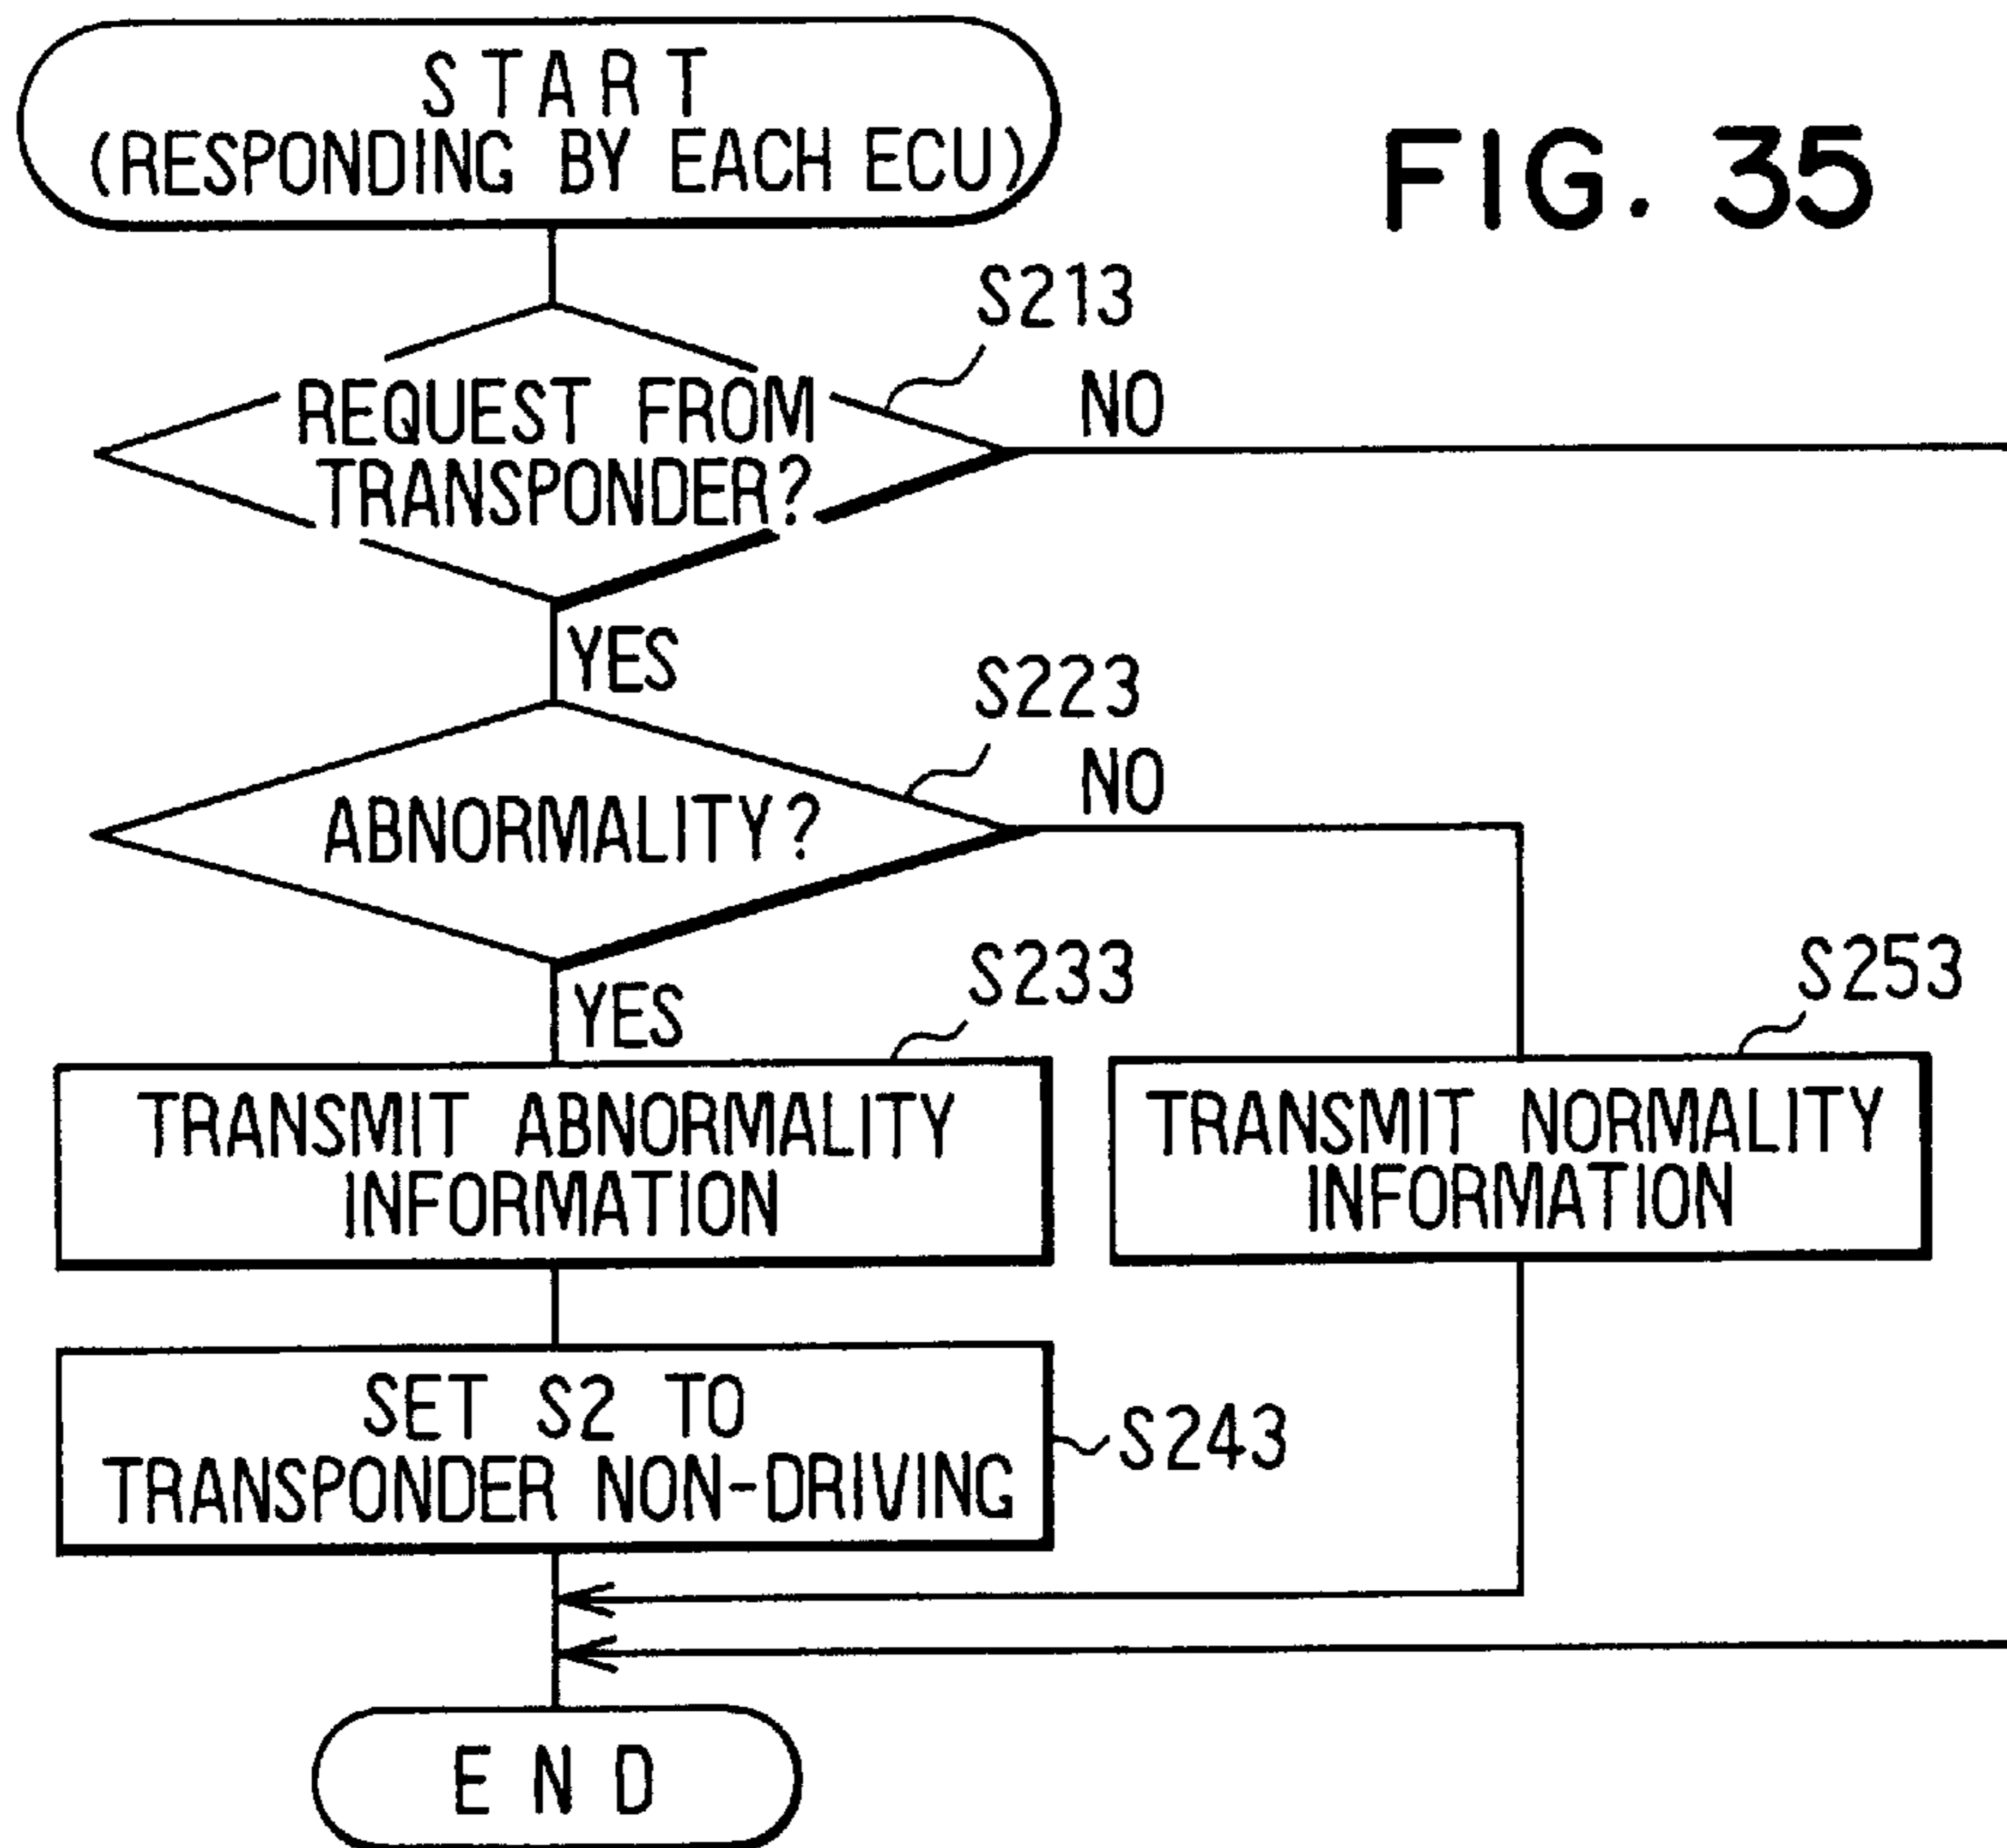 START
(RESPONDING BY EACH ECU)
FIG. 35
S213
REQUEST FROM
TRANSPONDER?
NO
YES
S223
ABNORMALITY?
NO
YES
S233
S253
TRANSMIT ABNORMALITY
INFORMATION
TRANSMIT NORMALITY
INFORMATION
SET S2 TO
TRANSPONDER NON-DRIVING
S243
END